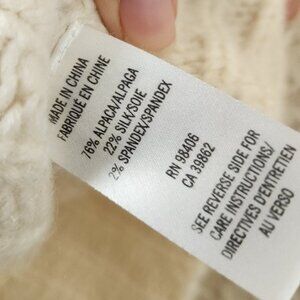 MADE IN CHINA
FABRIQUÉ EN CHINE
76% ALPACA/ALPAGA
22% SILK/SOIE
2% SPANDEX/SPANDEX
RN 98406
CA 39862
SEE REVERSE SIDE FOR
CARE INSTRUCTIONS/
DIRECTIVES D'ENTRETIEN
AU VERSO